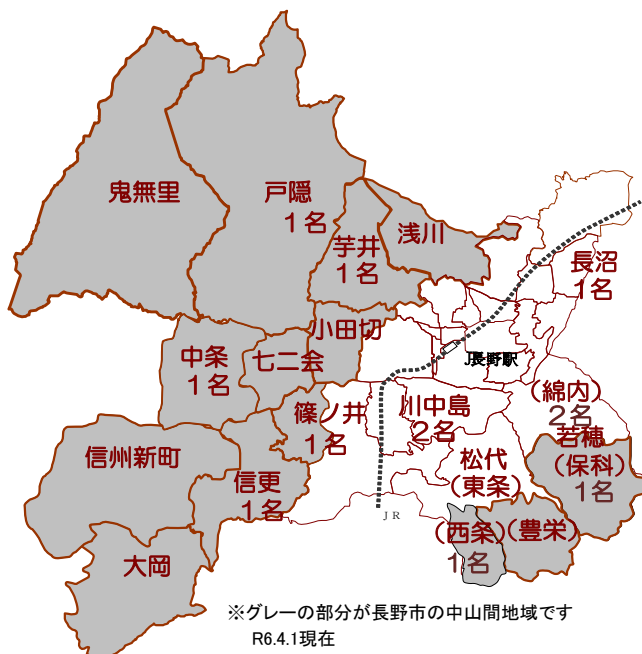 鬼無里
戸隠
1名
芋井
1名
浅川
長沼
1名
小田切
中条
1名
七二会
J長野駅
篠ノ井
1名
川中島
2名
(綿内)
2名
若穂
(保科)
1名
信州新町
信更
1名
松代
(東条)
JR
(西条)
1名
(豊栄)
大岡
※グレーの部分が長野市の中山間地域です
R6.4.1現在